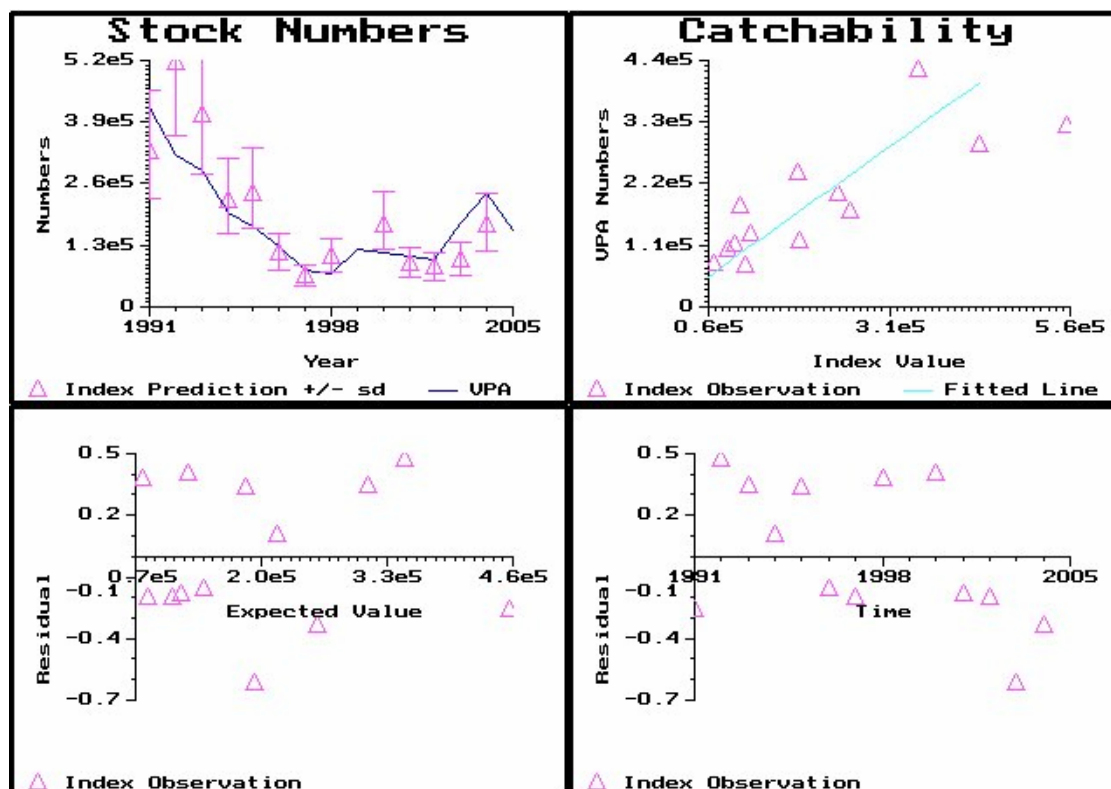 Stock Numbers
5.2e5
3.9e5
2.6e5
1.3e5
0
Numbers
1991 1998 2005
Year
Index Prediction +/- sd VPA
Catchability
4.4e5
3.3e5
2.2e5
1.1e5
0
VPA Numbers
0.6e5 3.1e5 5.6e5
Index Value
Index Observation Fitted Line
0.5
0.2
-0.1
-0.4
-0.7
Residual
0.7e5 2.0e5 3.3e5 4.6e5
Expected Value
Index Observation
0.5
0.2
-0.1
-0.4
-0.7
Residual
1991 1998 2005
Time
Index Observation